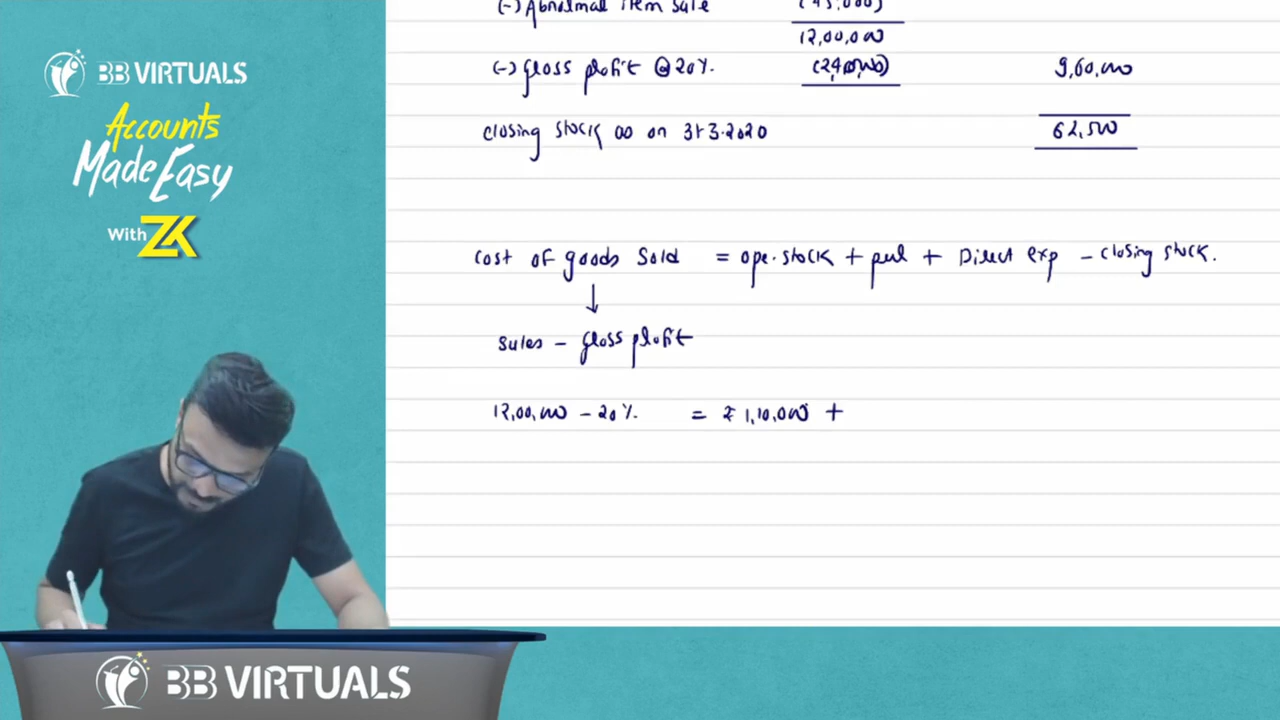 (-) Abnormal item sale (45,000)
12,00,000
(-) Gross profit @ 20%. (2,40,000) 9,60,000
closing stock as on 31.3.2020 62,500
cost of goods sold = ope. stock + pur + Direct exp - closing stock.
↓
Sales - gross profit
12,00,000 - 20%. = ₹1,10,000 +
BB VIRTUALS
Accounts
Made Easy
With ZK
BB VIRTUALS